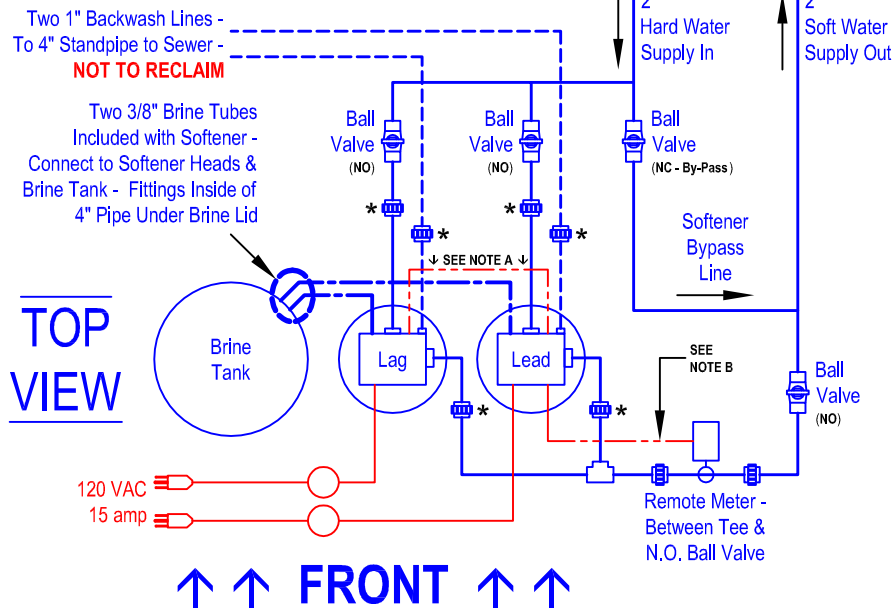 Two 1" Backwash Lines -
To 4" Standpipe to Sewer -
NOT TO RECLAIM
2
Hard Water
Supply In
2
Soft Water
Supply Out
Two 3/8" Brine Tubes
Included with Softener -
Connect to Softener Heads &
Brine Tank - Fittings Inside of
4" Pipe Under Brine Lid
Ball
Valve
(NO)
Ball
Valve
(NO)
Ball
Valve
(NC - By-Pass)
*
*
*
*
↓ SEE NOTE A ↓
Softener
Bypass
Line
TOP
VIEW
Brine
Tank
Lag
Lead
SEE
NOTE B
Ball
Valve
(NO)
*
*
120 VAC
15 amp
Remote Meter -
Between Tee &
N.O. Ball Valve
↑ ↑ FRONT ↑ ↑